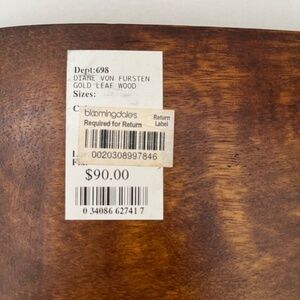 Dept:698
DIANE VON FURSTEN
GOLD LEAF WOOD
Sizes:
bloomingdales
Required for Return
Return
Label
0020308997846
$90.00
0 34086 62741 7